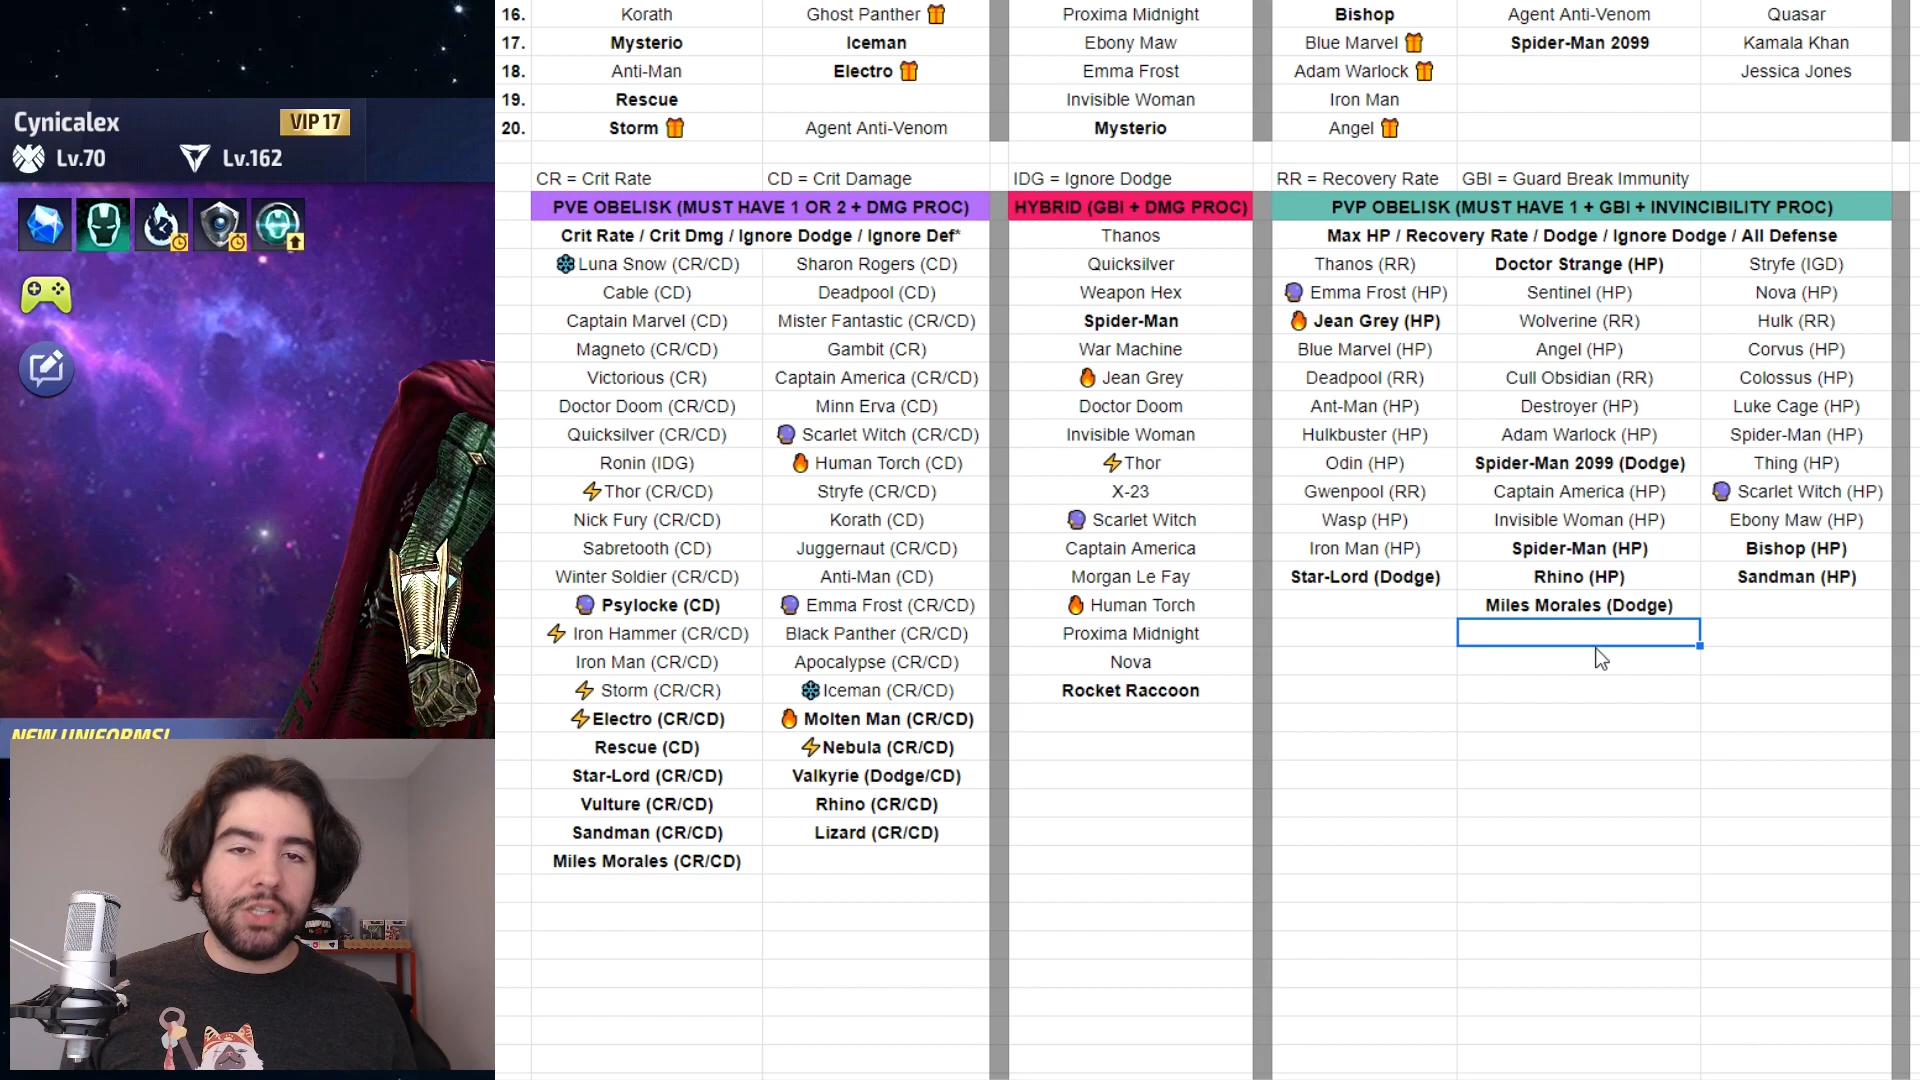 Cynicalex
VIP 17
Lv.70
Lv.162
NEW UNIFORMS!
16. Korath Ghost Panther 🎁 Proxima Midnight Bishop Agent Anti-Venom Quasar
17. Mysterio Iceman Ebony Maw Blue Marvel 🎁 Spider-Man 2099 Kamala Khan
18. Anti-Man Electro 🎁 Emma Frost Adam Warlock 🎁 Jessica Jones
19. Rescue Invisible Woman Iron Man
20. Storm 🎁 Agent Anti-Venom Mysterio Angel 🎁
CR = Crit Rate CD = Crit Damage IDG = Ignore Dodge RR = Recovery Rate GBI = Guard Break Immunity
PVE OBELISK (MUST HAVE 1 OR 2 + DMG PROC) HYBRID (GBI + DMG PROC) PVP OBELISK (MUST HAVE 1 + GBI + INVINCIBILITY PROC)
Crit Rate / Crit Dmg / Ignore Dodge / Ignore Def* Thanos Max HP / Recovery Rate / Dodge / Ignore Dodge / All Defense
❄Luna Snow (CR/CD) Sharon Rogers (CD) Quicksilver Thanos (RR) Doctor Strange (HP) Stryfe (IGD)
Cable (CD) Deadpool (CD) Weapon Hex 🔮 Emma Frost (HP) Sentinel (HP) Nova (HP)
Captain Marvel (CD) Mister Fantastic (CR/CD) Spider-Man 🔥 Jean Grey (HP) Wolverine (RR) Hulk (RR)
Magneto (CR/CD) Gambit (CR) War Machine Blue Marvel (HP) Angel (HP) Corvus (HP)
Victorious (CR) Captain America (CR/CD) 🔥 Jean Grey Deadpool (RR) Cull Obsidian (RR) Colossus (HP)
Doctor Doom (CR/CD) Minn Erva (CD) Doctor Doom Ant-Man (HP) Destroyer (HP) Luke Cage (HP)
Quicksilver (CR/CD) 🔮 Scarlet Witch (CR/CD) Invisible Woman Hulkbuster (HP) Adam Warlock (HP) Spider-Man (HP)
Ronin (IDG) 🔥 Human Torch (CD) ⚡Thor Odin (HP) Spider-Man 2099 (Dodge) Thing (HP)
⚡Thor (CR/CD) Stryfe (CR/CD) X-23 Gwenpool (RR) Captain America (HP) 🔮 Scarlet Witch (HP)
Nick Fury (CR/CD) Korath (CD) 🔮 Scarlet Witch Wasp (HP) Invisible Woman (HP) Ebony Maw (HP)
Sabretooth (CD) Juggernaut (CR/CD) Captain America Iron Man (HP) Spider-Man (HP) Bishop (HP)
Winter Soldier (CR/CD) Anti-Man (CD) Morgan Le Fay Star-Lord (Dodge) Rhino (HP) Sandman (HP)
🔮 Psylocke (CD) 🔮 Emma Frost (CR/CD) 🔥 Human Torch Miles Morales (Dodge)
⚡ Iron Hammer (CR/CD) Black Panther (CR/CD) Proxima Midnight
Iron Man (CR/CD) Apocalypse (CR/CD) Nova
⚡ Storm (CR/CR) ❄Iceman (CR/CD) Rocket Raccoon
⚡Electro (CR/CD) 🔥 Molten Man (CR/CD)
Rescue (CD) ⚡Nebula (CR/CD)
Star-Lord (CR/CD) Valkyrie (Dodge/CD)
Vulture (CR/CD) Rhino (CR/CD)
Sandman (CR/CD) Lizard (CR/CD)
Miles Morales (CR/CD)